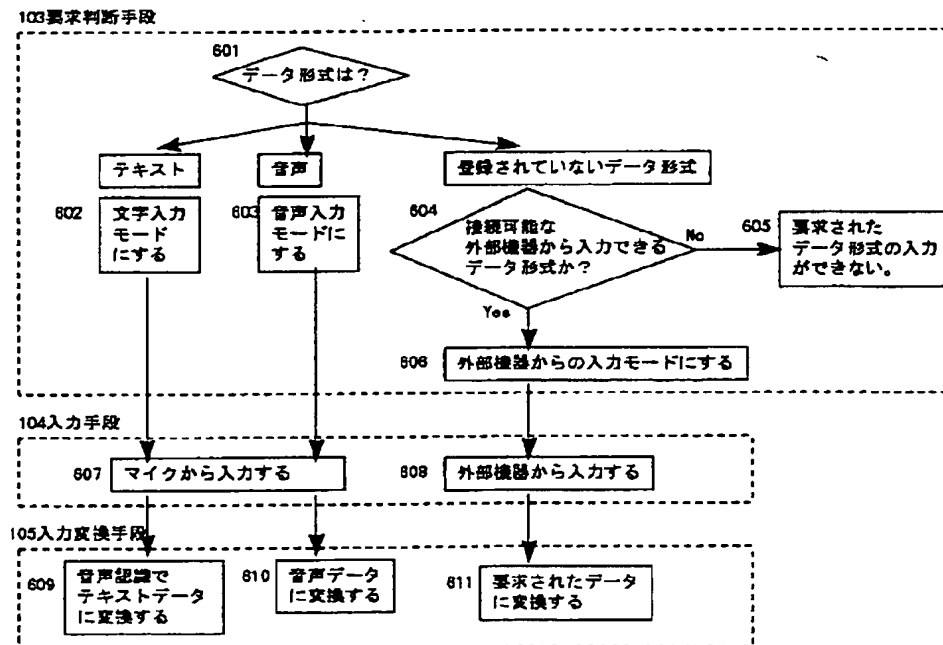 103要求判断手段
601
データ形式は？
テキスト
音声
登録されていないデータ形式
602
文字入力
モードに
にする
603
音声入力
モードに
する
604
接続可能な
外部機器から入力できる
データ形式か？
No
605
要求された
データ形式の入力
ができない。
Yes
606
外部機器からの入力モードにする
104入力手段
607
マイクから入力する
608
外部機器から入力する
105入力変換手段
609
音声認識で
テキストデータ
に変換する
610
音声データ
に変換する
611
要求されたデータ
に変換する